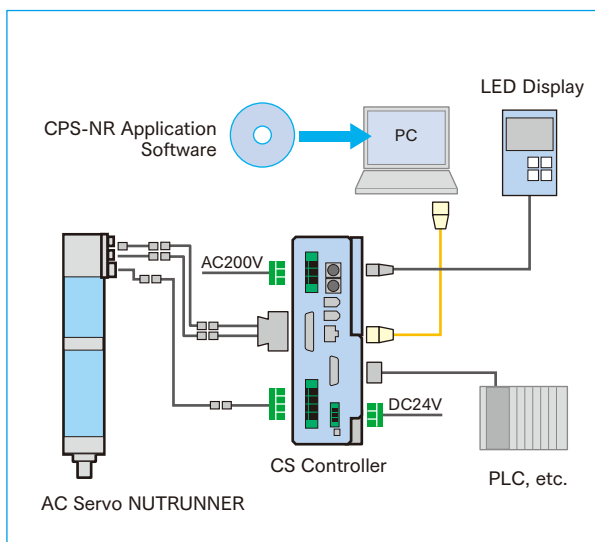 LED Display
CPS-NR Application
Software
PC
AC200V
DC24V
CS Controller
PLC, etc.
AC Servo NUTRUNNER